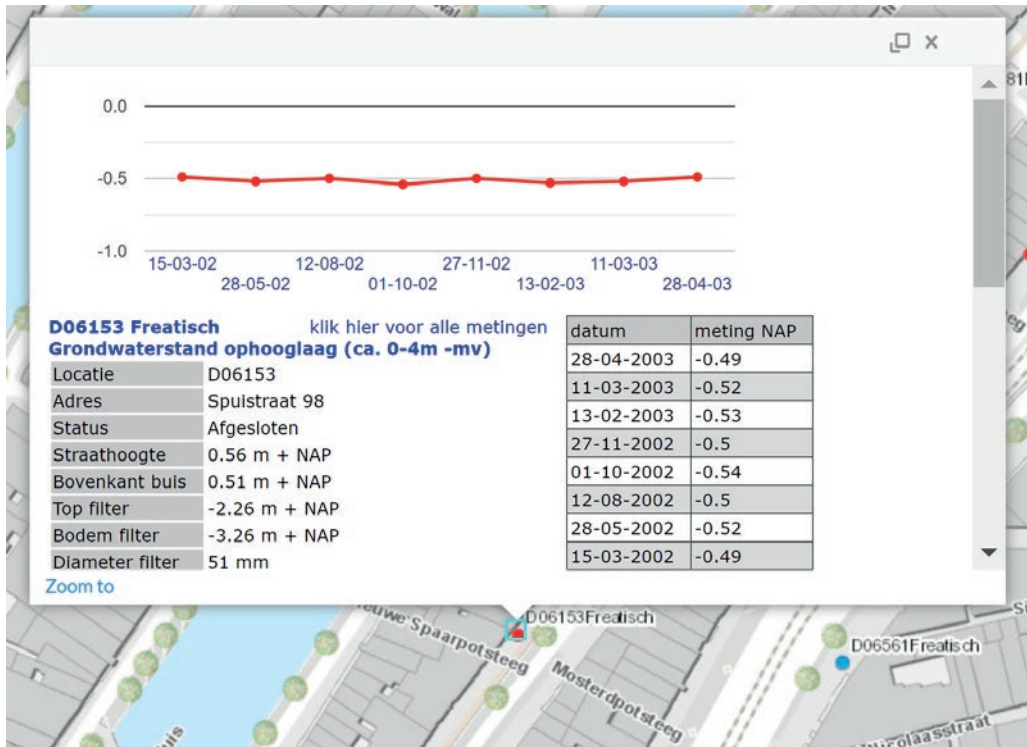 wal
81
0.0
-0.5
-1.0
15-03-02 12-08-02 27-11-02 11-03-03
28-05-02 01-10-02 13-02-03 28-04-03
D06153 Freatisch klik hier voor alle metingen
Grondwaterstand ophooglaag (ca. 0-4m -mv)
Locatie D06153
Adres Spuistraat 98
Status Afgesloten
Straathoogte 0.56 m + NAP
Bovenkant buis 0.51 m + NAP
Top filter -2.26 m + NAP
Bodem filter -3.26 m + NAP
Diameter filter 51 mm
datum meting NAP
28-04-2003 -0.49
11-03-2003 -0.52
13-02-2003 -0.53
27-11-2002 -0.5
01-10-2002 -0.54
12-08-2002 -0.5
28-05-2002 -0.52
15-03-2002 -0.49
Zoom to
eg
euwe Spaarpotsteeg
D06153Freatisch
D06561Freatisch
Mosterdpotsteeg
uis
colaasstraat